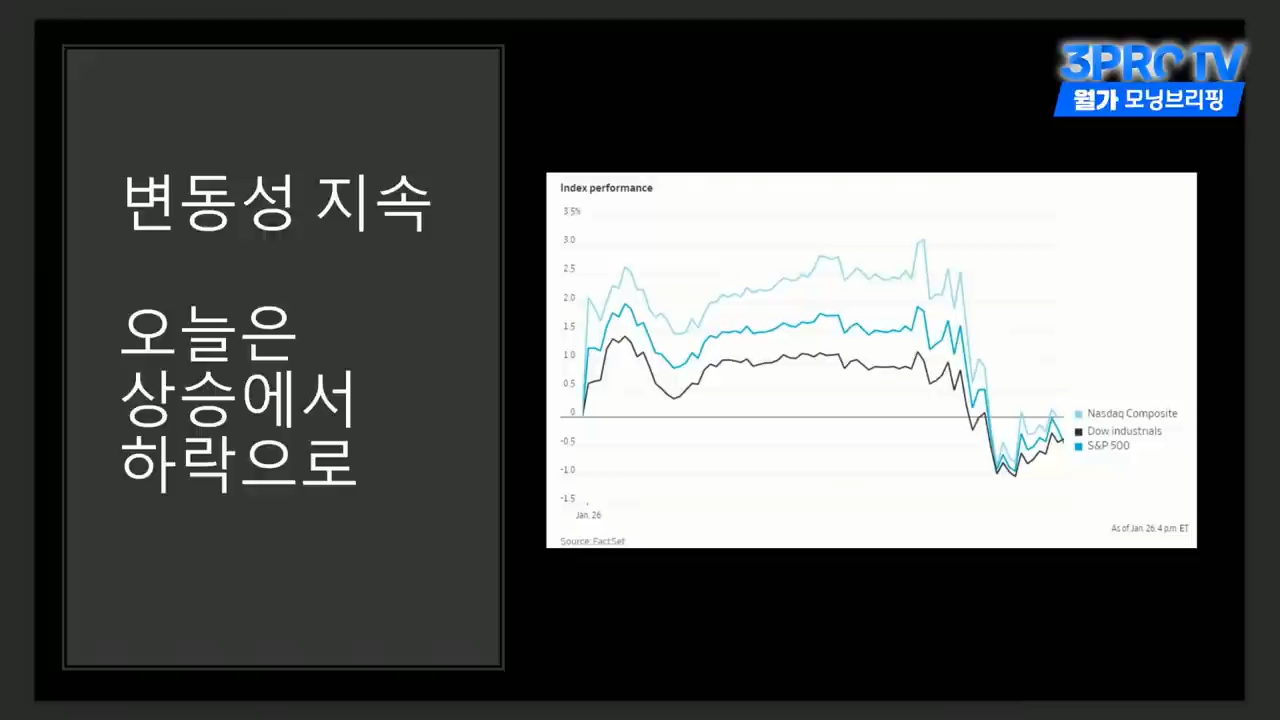 3PRO TV
월가 모닝브리핑
변동성 지속
오늘은
상승에서
하락으로
Index performance
3.5%
3.0
2.5
2.0
1.5
1.0
0.5
0
-0.5
-1.0
-1.5
Jan. 26
Nasdaq Composite
Dow industrials
S&P 500
As of Jan. 26, 4 p.m. ET
Source: FactSet